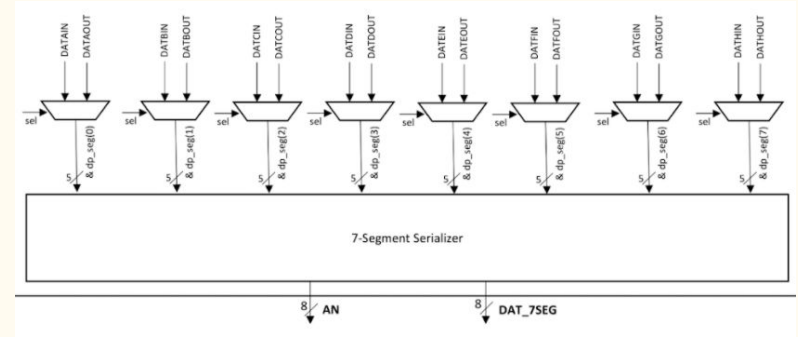 DATAIN DATAOUT DATBIN DATBOUT DATCIN DATCOUT DATDIN DATDOUT DATEIN DATEOUT DATFIN DATFOUT DATGIN DATGOUT DATHIN DATHOUT
sel sel sel sel sel sel sel sel
5 & dp_seg(0) 5 & dp_seg(1) 5 & dp_seg(2) 5 & dp_seg(3) 5 & dp_seg(4) 5 & dp_seg(5) 5 & dp_seg(6) 5 & dp_seg(7)
7-Segment Serializer
8 AN 8 DAT_7SEG